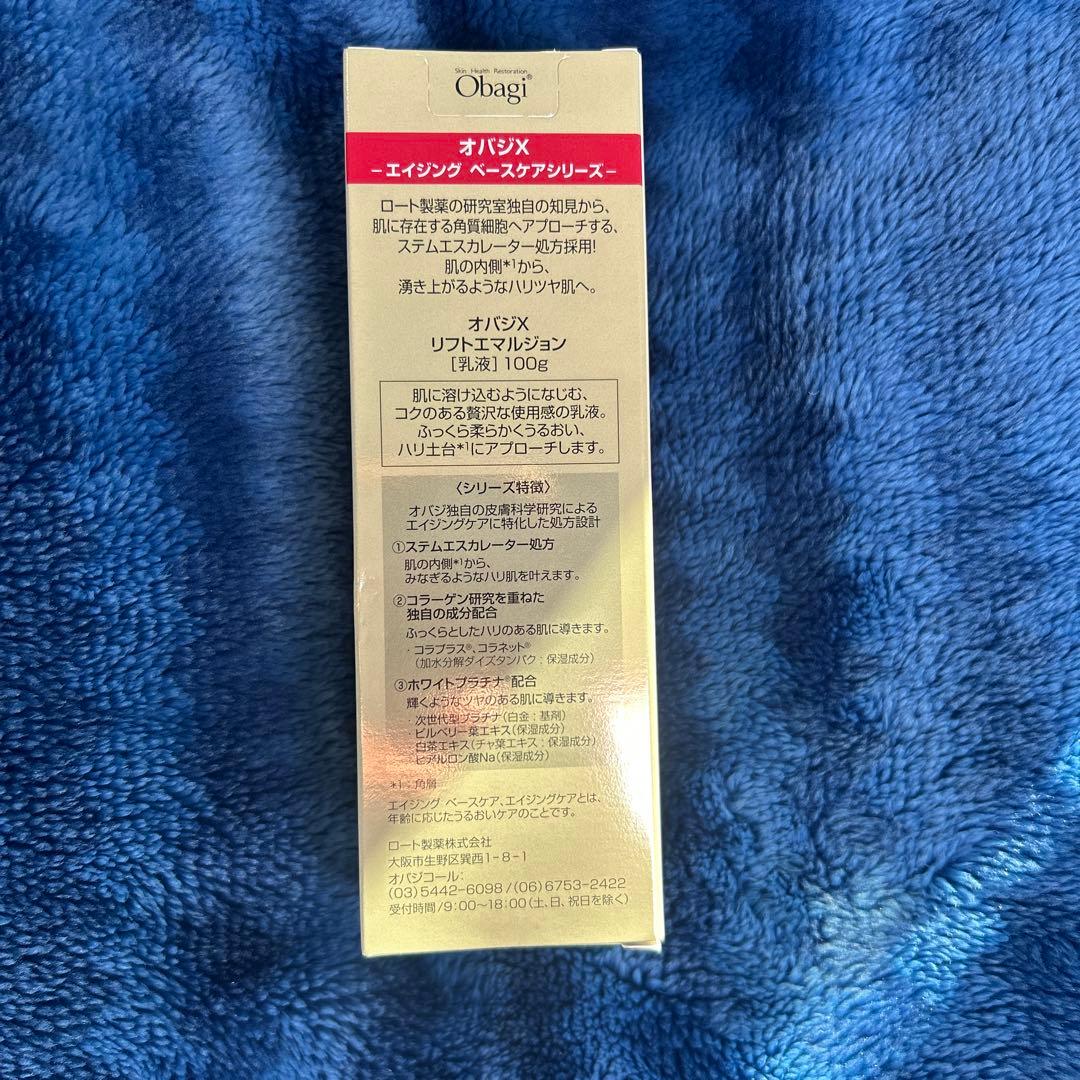 Skin Health Restoration
Obagi®
オバジX
−エイジング ベースケアシリーズ−
ロート製薬の研究室独自の知見から、
肌に存在する角質細胞へアプローチする、
ステムエスカレーター処方採用!
肌の内側*1から、
湧き上がるようなハリツヤ肌へ。
オバジX
リフトエマルジョン
[乳液] 100g
肌に溶け込むようになじむ、
コクのある贅沢な使用感の乳液。
ふっくら柔らかくうるおい、
ハリ土台*1にアプローチします。
〈シリーズ特徴〉
オバジ独自の皮膚科学研究による
エイジングケアに特化した処方設計
①ステムエスカレーター処方
肌の内側*1から、
みなぎるようなハリ肌を叶えます。
②コラーゲン研究を重ねた
独自の成分配合
ふっくらとしたハリのある肌に導きます。
・コラプラス®、コラネット®
(加水分解ダイズタンパク：保湿成分)
③ホワイトプラチナ®配合
輝くようなツヤのある肌に導きます。
・次世代型プラチナ(白金：基剤)
・ビルベリー葉エキス(保湿成分)
白茶エキス(チャ葉エキス：保湿成分)
ヒアルロン酸Na(保湿成分)
*1：角層
エイジング ベースケア、エイジングケアとは、
年齢に応じたうるおいケアのことです。
ロート製薬株式会社
大阪市生野区巽西1-8-1
オバジコール：
(03)5442-6098/(06)6753-2422
受付時間/9:00〜18:00(土、日、祝日を除く)